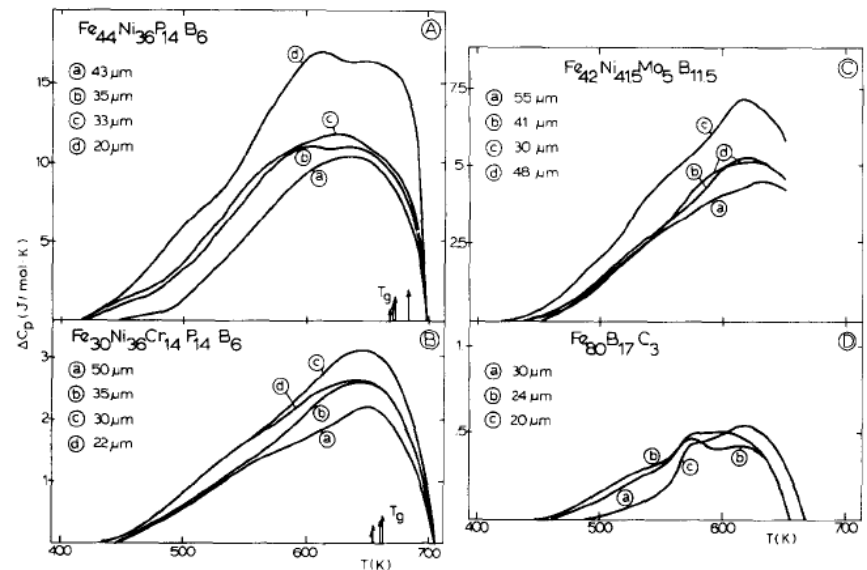 Fe44Ni36P14B6
Ⓐ
ⓐ 43 µm
ⓑ 35 µm
ⓒ 33 µm
ⓓ 20 µm
15
10
5
ⓓ
ⓒ
ⓑ
ⓐ
Tg
Fe42Ni41.5Mo5B11.5
Ⓒ
ⓐ 55 µm
ⓑ 41 µm
ⓒ 30 µm
ⓓ 48 µm
7.5
5.0
2.5
ⓒ
ⓓ
ⓑ
ⓐ
ΔCp (J/mol·K)
Fe30Ni36Cr14P14B6
Ⓑ
ⓐ 50 µm
ⓑ 35 µm
ⓒ 30 µm
ⓓ 22 µm
3
2
1
ⓒ
ⓓ
ⓑ
ⓐ
Tg
400 500 600 700
T(K)
Fe80B17C3
Ⓓ
ⓐ 30 µm
ⓑ 24 µm
ⓒ 20 µm
1.
.5
ⓑ
ⓐ
ⓒ
ⓑ
400 500 600 700
T(K)